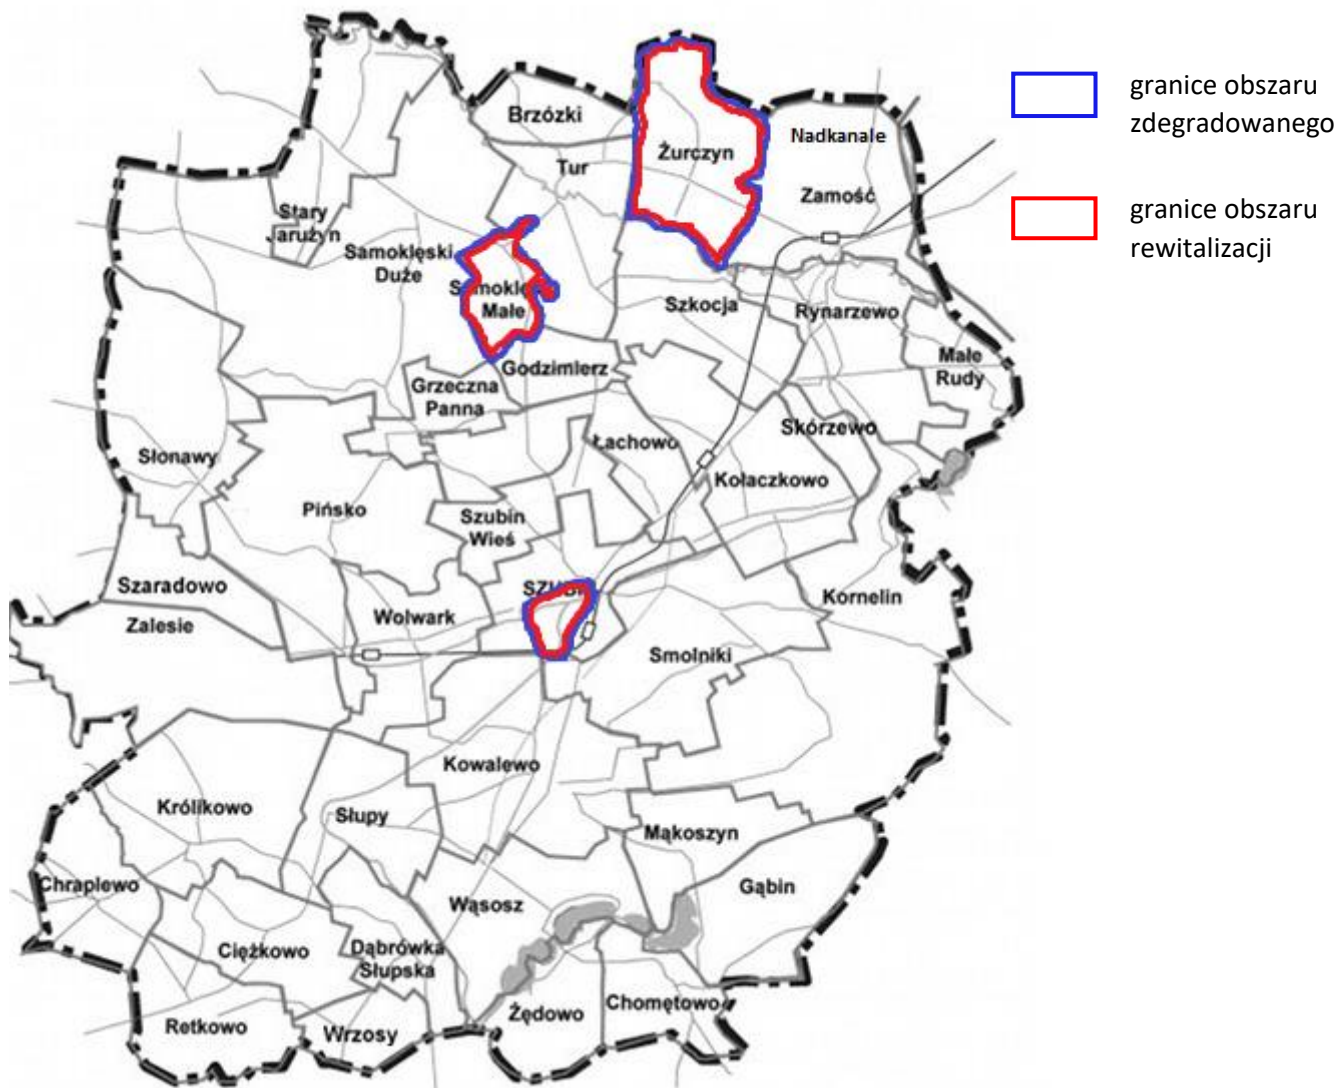 granice obszaru
zdegradowanego
granice obszaru
rewitalizacji
Brzózki
Żurczyn
Nadkanale
Tur
Zamość
Stary
Jarużyn
Samoklęski
Duże
Małe
Szkocja
Rynarzewo
Małe
Rudy
Godzimierz
Grzeczna
Panna
Skórzewo
Łachowo
Słonawy
Kołaczkowo
Pińsko
Szubin
Wieś
Szaradowo
Kornelin
Zalesie
Wolwark
Smolniki
Kowalewo
Królikowo
Słupy
Mąkoszyn
Chraplewo
Gąbin
Wąsosz
Ciężkowo
Dąbrówka
Słupska
Żędowo
Chomętowo
Retkowo
Wrzosy